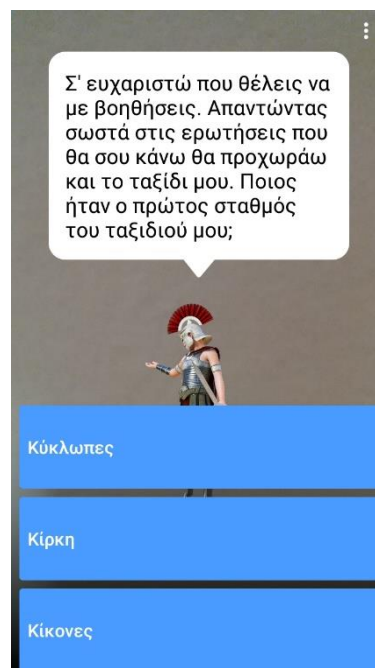 Σ' ευχαριστώ που θέλεις να
με βοηθήσεις. Απαντώντας
σωστά στις ερωτήσεις που
θα σου κάνω θα προχωράω
και το ταξίδι μου. Ποιος
ήταν ο πρώτος σταθμός
του ταξιδιού μου;
Κύκλωπες
Κίρκη
Κίκονες